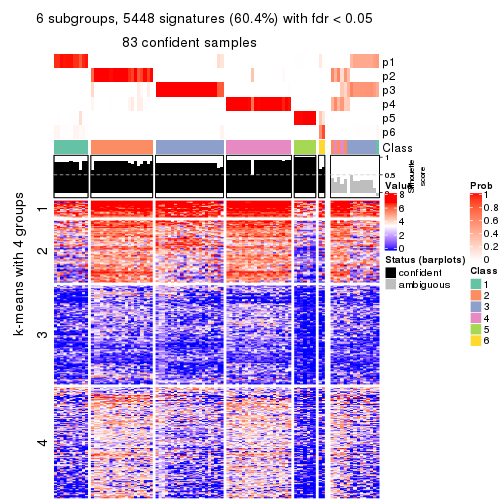 6 subgroups, 5448 signatures (60.4%) with fdr < 0.05
83 confident samples
p1
p2
p3
p4
p5
p6
Class
1
0.5
0
Silhouette
score
k-means with 4 groups
1
2
3
4
Value
8
6
4
2
0
Status (barplots)
confident
ambiguous
Prob
1
0.8
0.6
0.4
0.2
0
Class
1
2
3
4
5
6